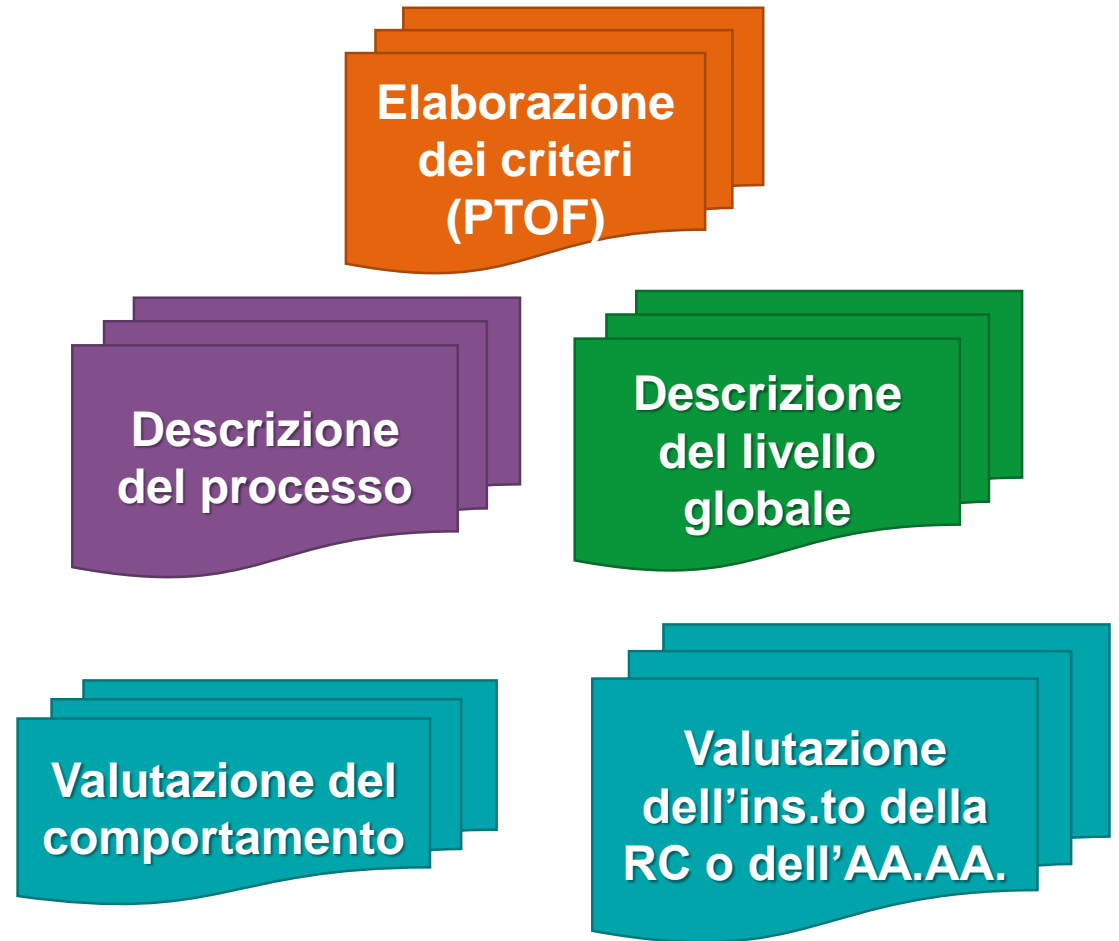 Elaborazione
dei criteri
(PTOF)
Descrizione
del processo
Descrizione
del livello
globale
Valutazione del
comportamento
Valutazione
dell’ins.to della
RC o dell’AA.AA.